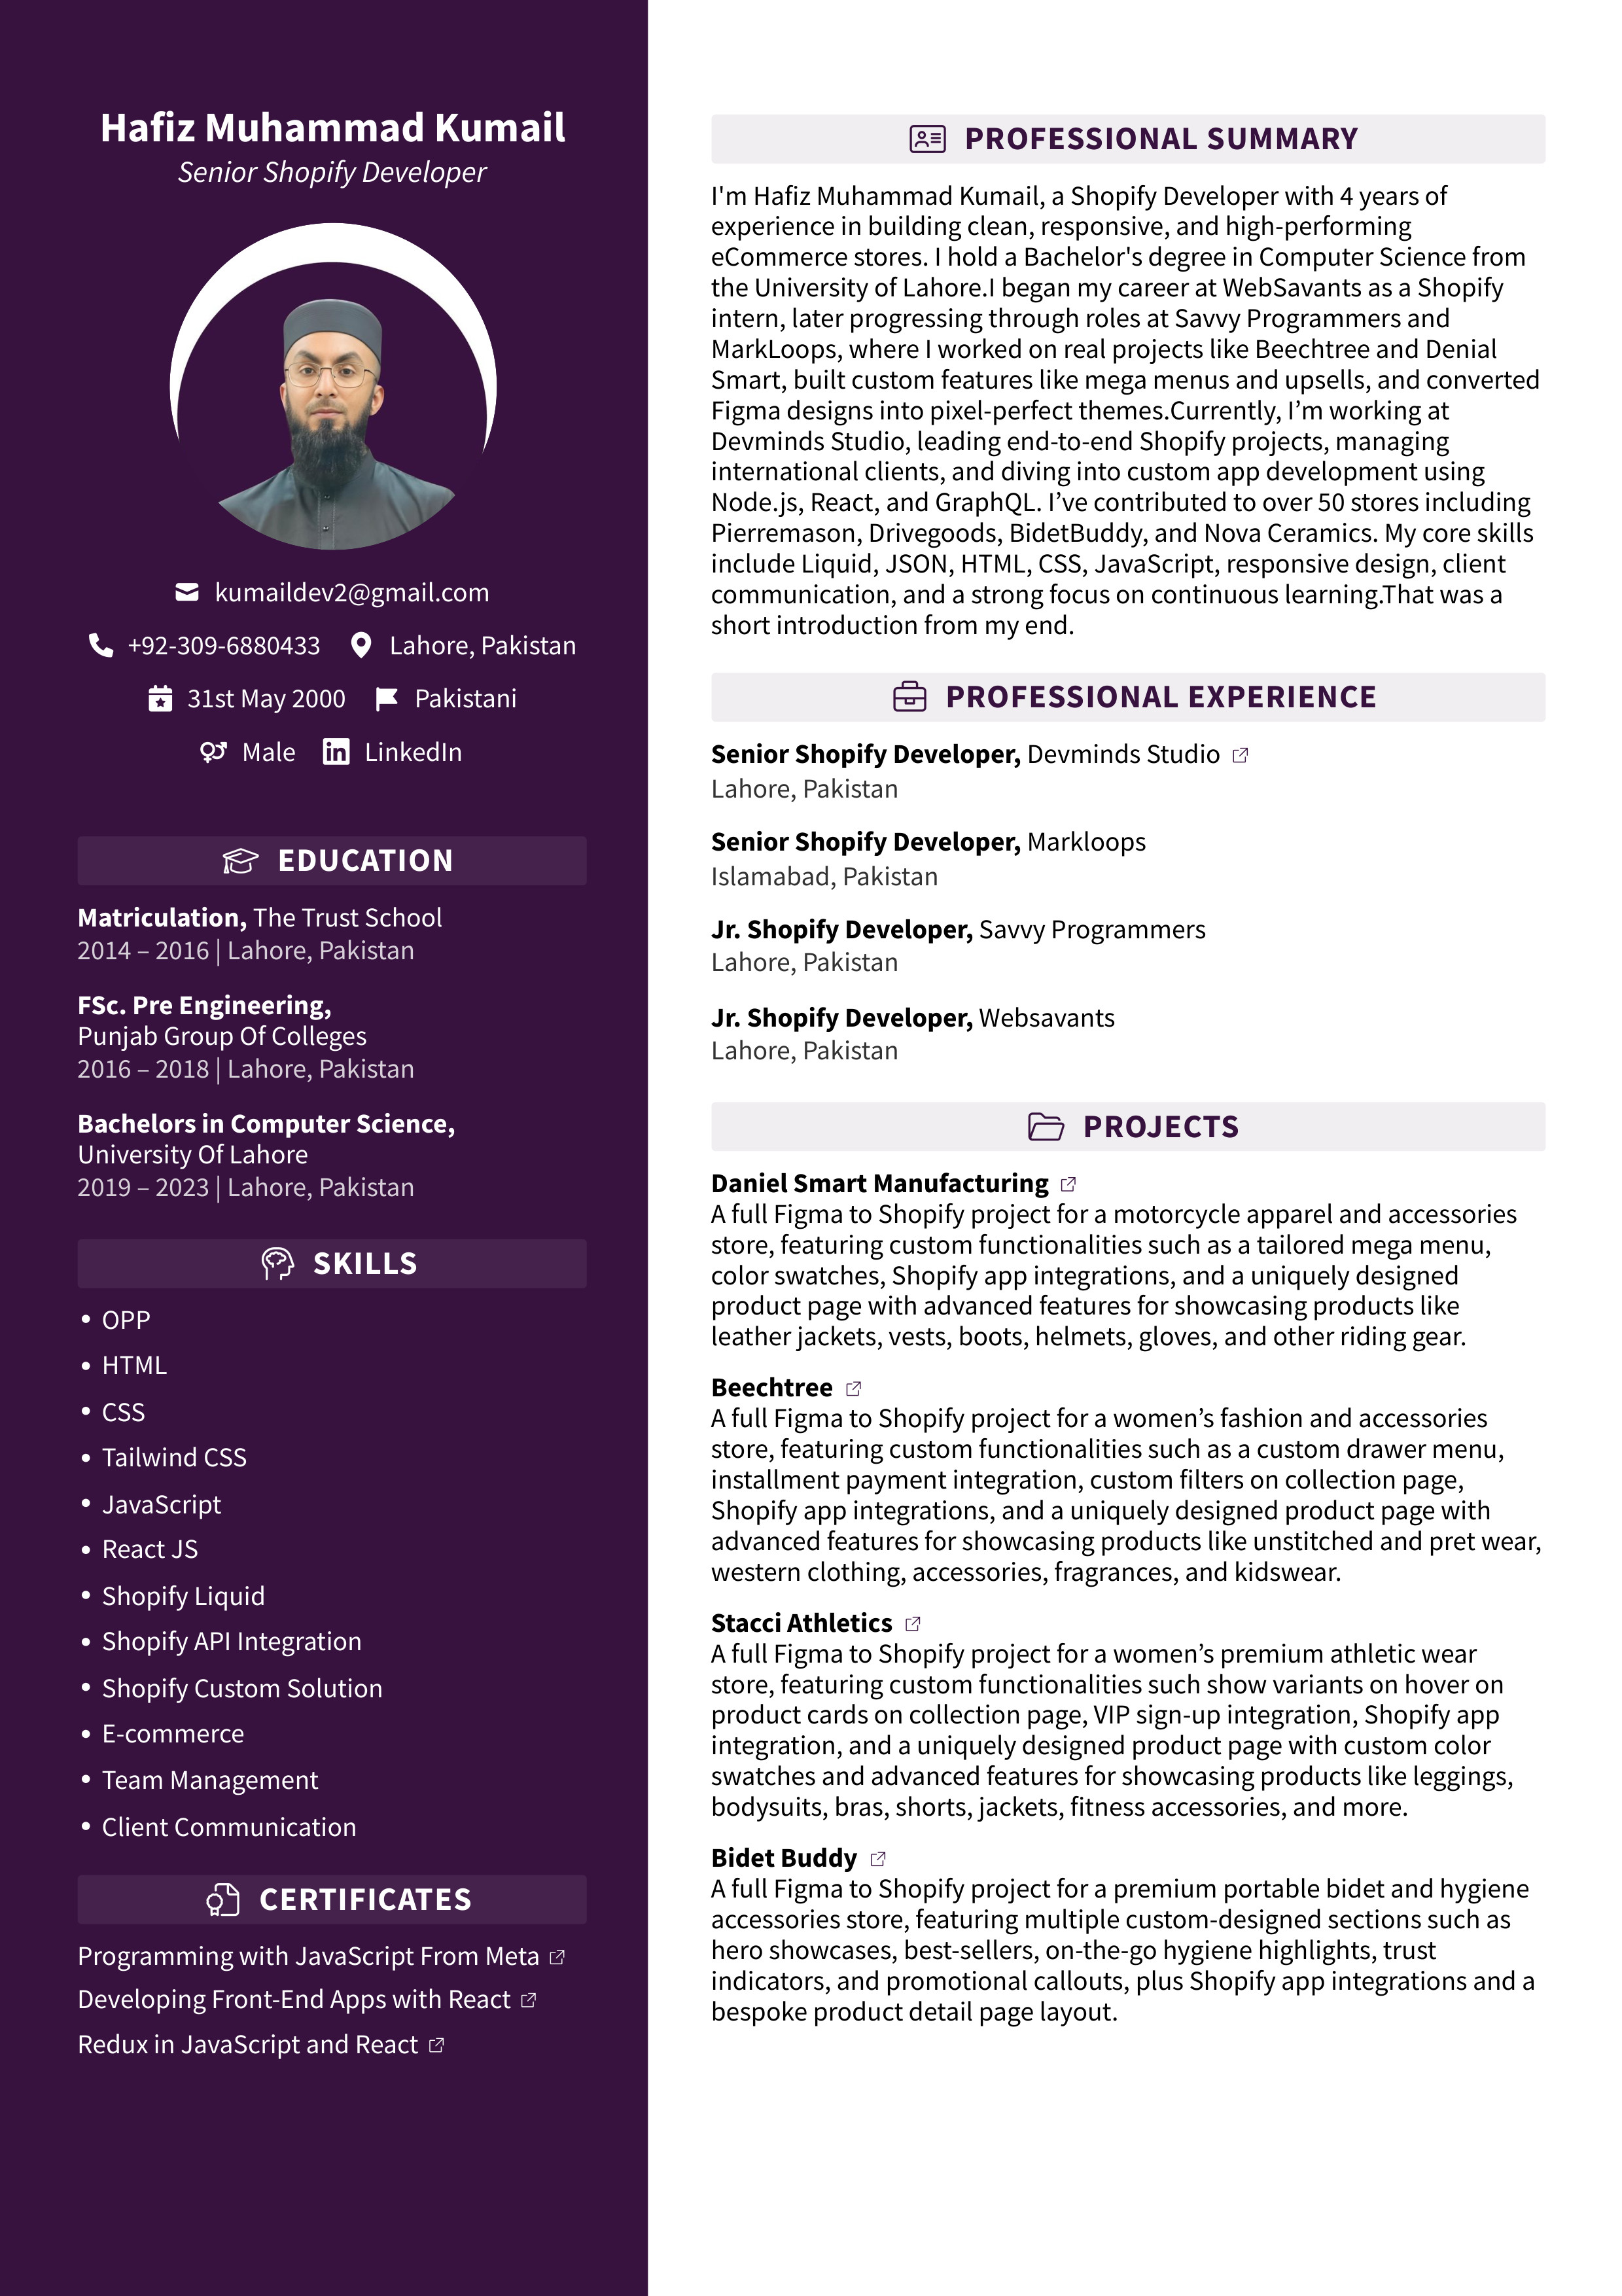 Hafiz Muhammad Kumail
Senior Shopify Developer
kumaildev2@gmail.com
+92-309-6880433 Lahore, Pakistan
31st May 2000 Pakistani
Male LinkedIn
EDUCATION
Matriculation, The Trust School
2014 – 2016 | Lahore, Pakistan
FSc. Pre Engineering,
Punjab Group Of Colleges
2016 – 2018 | Lahore, Pakistan
Bachelors in Computer Science,
University Of Lahore
2019 – 2023 | Lahore, Pakistan
SKILLS
• OPP
• HTML
• CSS
• Tailwind CSS
• JavaScript
• React JS
• Shopify Liquid
• Shopify API Integration
• Shopify Custom Solution
• E-commerce
• Team Management
• Client Communication
CERTIFICATES
Programming with JavaScript From Meta
Developing Front-End Apps with React
Redux in JavaScript and React
PROFESSIONAL SUMMARY
I'm Hafiz Muhammad Kumail, a Shopify Developer with 4 years of
experience in building clean, responsive, and high-performing
eCommerce stores. I hold a Bachelor's degree in Computer Science from
the University of Lahore.I began my career at WebSavants as a Shopify
intern, later progressing through roles at Savvy Programmers and
MarkLoops, where I worked on real projects like Beechtree and Denial
Smart, built custom features like mega menus and upsells, and converted
Figma designs into pixel-perfect themes.Currently, I’m working at
Devminds Studio, leading end-to-end Shopify projects, managing
international clients, and diving into custom app development using
Node.js, React, and GraphQL. I’ve contributed to over 50 stores including
Pierremason, Drivegoods, BidetBuddy, and Nova Ceramics. My core skills
include Liquid, JSON, HTML, CSS, JavaScript, responsive design, client
communication, and a strong focus on continuous learning.That was a
short introduction from my end.
PROFESSIONAL EXPERIENCE
Senior Shopify Developer, Devminds Studio
Lahore, Pakistan
Senior Shopify Developer, Markloops
Islamabad, Pakistan
Jr. Shopify Developer, Savvy Programmers
Lahore, Pakistan
Jr. Shopify Developer, Websavants
Lahore, Pakistan
PROJECTS
Daniel Smart Manufacturing
A full Figma to Shopify project for a motorcycle apparel and accessories
store, featuring custom functionalities such as a tailored mega menu,
color swatches, Shopify app integrations, and a uniquely designed
product page with advanced features for showcasing products like
leather jackets, vests, boots, helmets, gloves, and other riding gear.
Beechtree
A full Figma to Shopify project for a women’s fashion and accessories
store, featuring custom functionalities such as a custom drawer menu,
installment payment integration, custom filters on collection page,
Shopify app integrations, and a uniquely designed product page with
advanced features for showcasing products like unstitched and pret wear,
western clothing, accessories, fragrances, and kidswear.
Stacci Athletics
A full Figma to Shopify project for a women’s premium athletic wear
store, featuring custom functionalities such show variants on hover on
product cards on collection page, VIP sign-up integration, Shopify app
integration, and a uniquely designed product page with custom color
swatches and advanced features for showcasing products like leggings,
bodysuits, bras, shorts, jackets, fitness accessories, and more.
Bidet Buddy
A full Figma to Shopify project for a premium portable bidet and hygiene
accessories store, featuring multiple custom-designed sections such as
hero showcases, best-sellers, on-the-go hygiene highlights, trust
indicators, and promotional callouts, plus Shopify app integrations and a
bespoke product detail page layout.